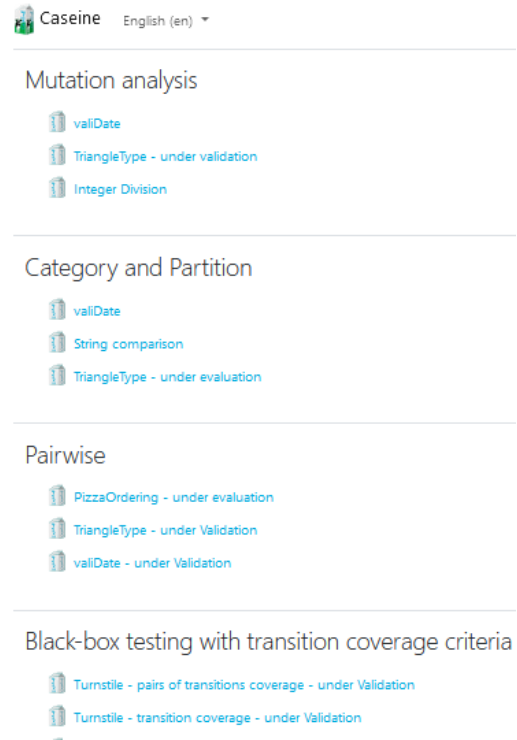 Caseine English (en)
Mutation analysis
valiDate
TriangleType - under validation
Integer Division
Category and Partition
valiDate
String comparison
TriangleType - under evaluation
Pairwise
PizzaOrdering - under evaluation
TriangleType - under Validation
valiDate - under Validation
Black-box testing with transition coverage criteria
Turnstile - pairs of transitions coverage - under Validation
Turnstile - transition coverage - under Validation